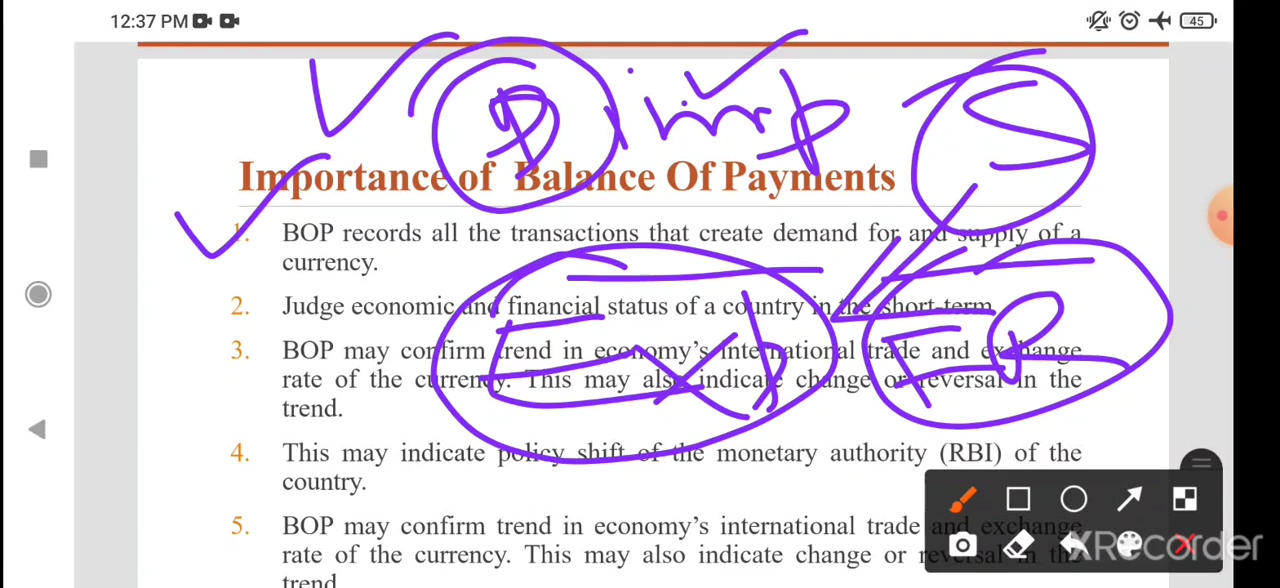 12:37 PM
45
D imp S
Importance of Balance Of Payments
1. BOP records all the transactions that create demand for and supply of a
currency.
2. Judge economic and financial status of a country in the short-term.
3. BOP may confirm trend in economy's international trade and exchange
rate of the currency. This may also indicate change or reversal in the
trend.
Exp
FR
4. This may indicate policy shift of the monetary authority (RBI) of the
country.
5. BOP may confirm trend in economy's international trade and exchange
rate of the currency. This may also indicate change or reversal in the
trend.
XRecorder